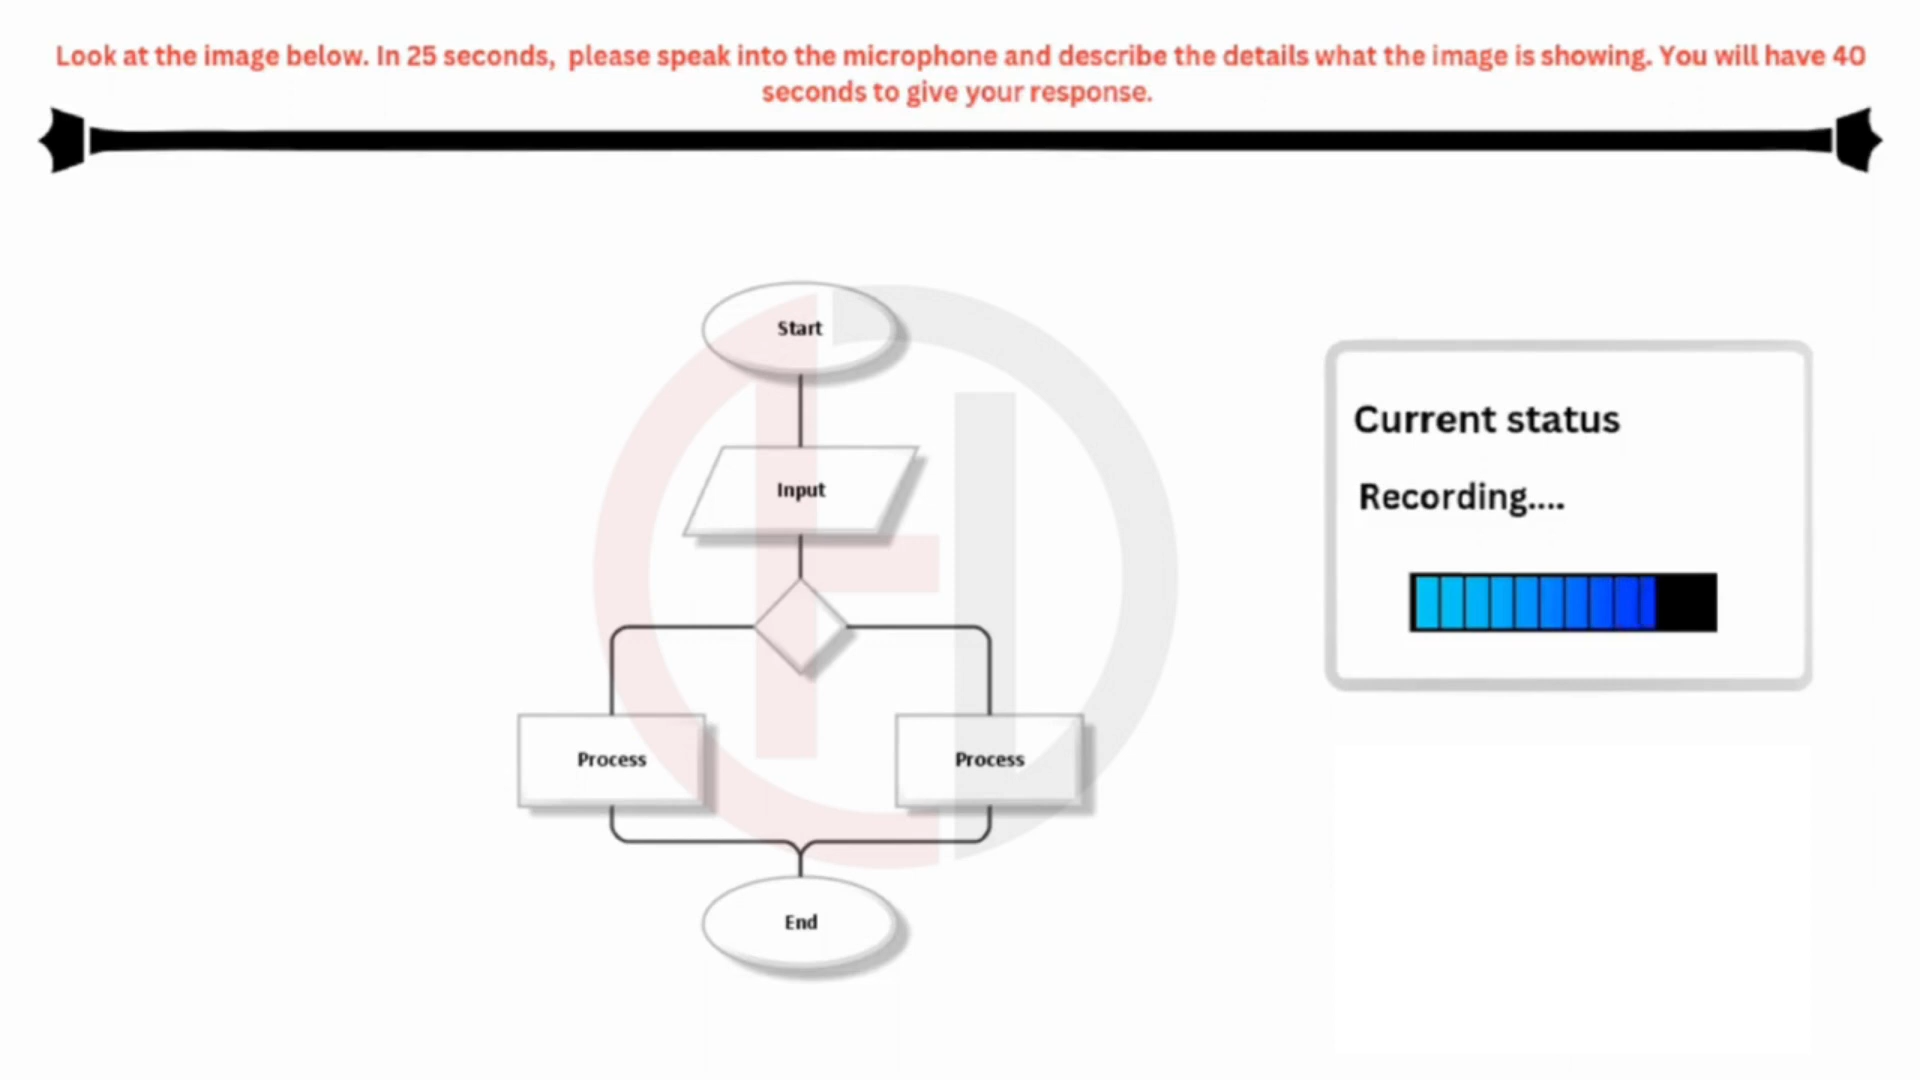 Look at the image below. In 25 seconds, please speak into the microphone and describe the details what the image is showing. You will have 40
seconds to give your response.
Start
Input
Current status
Recording....
Process
Process
End